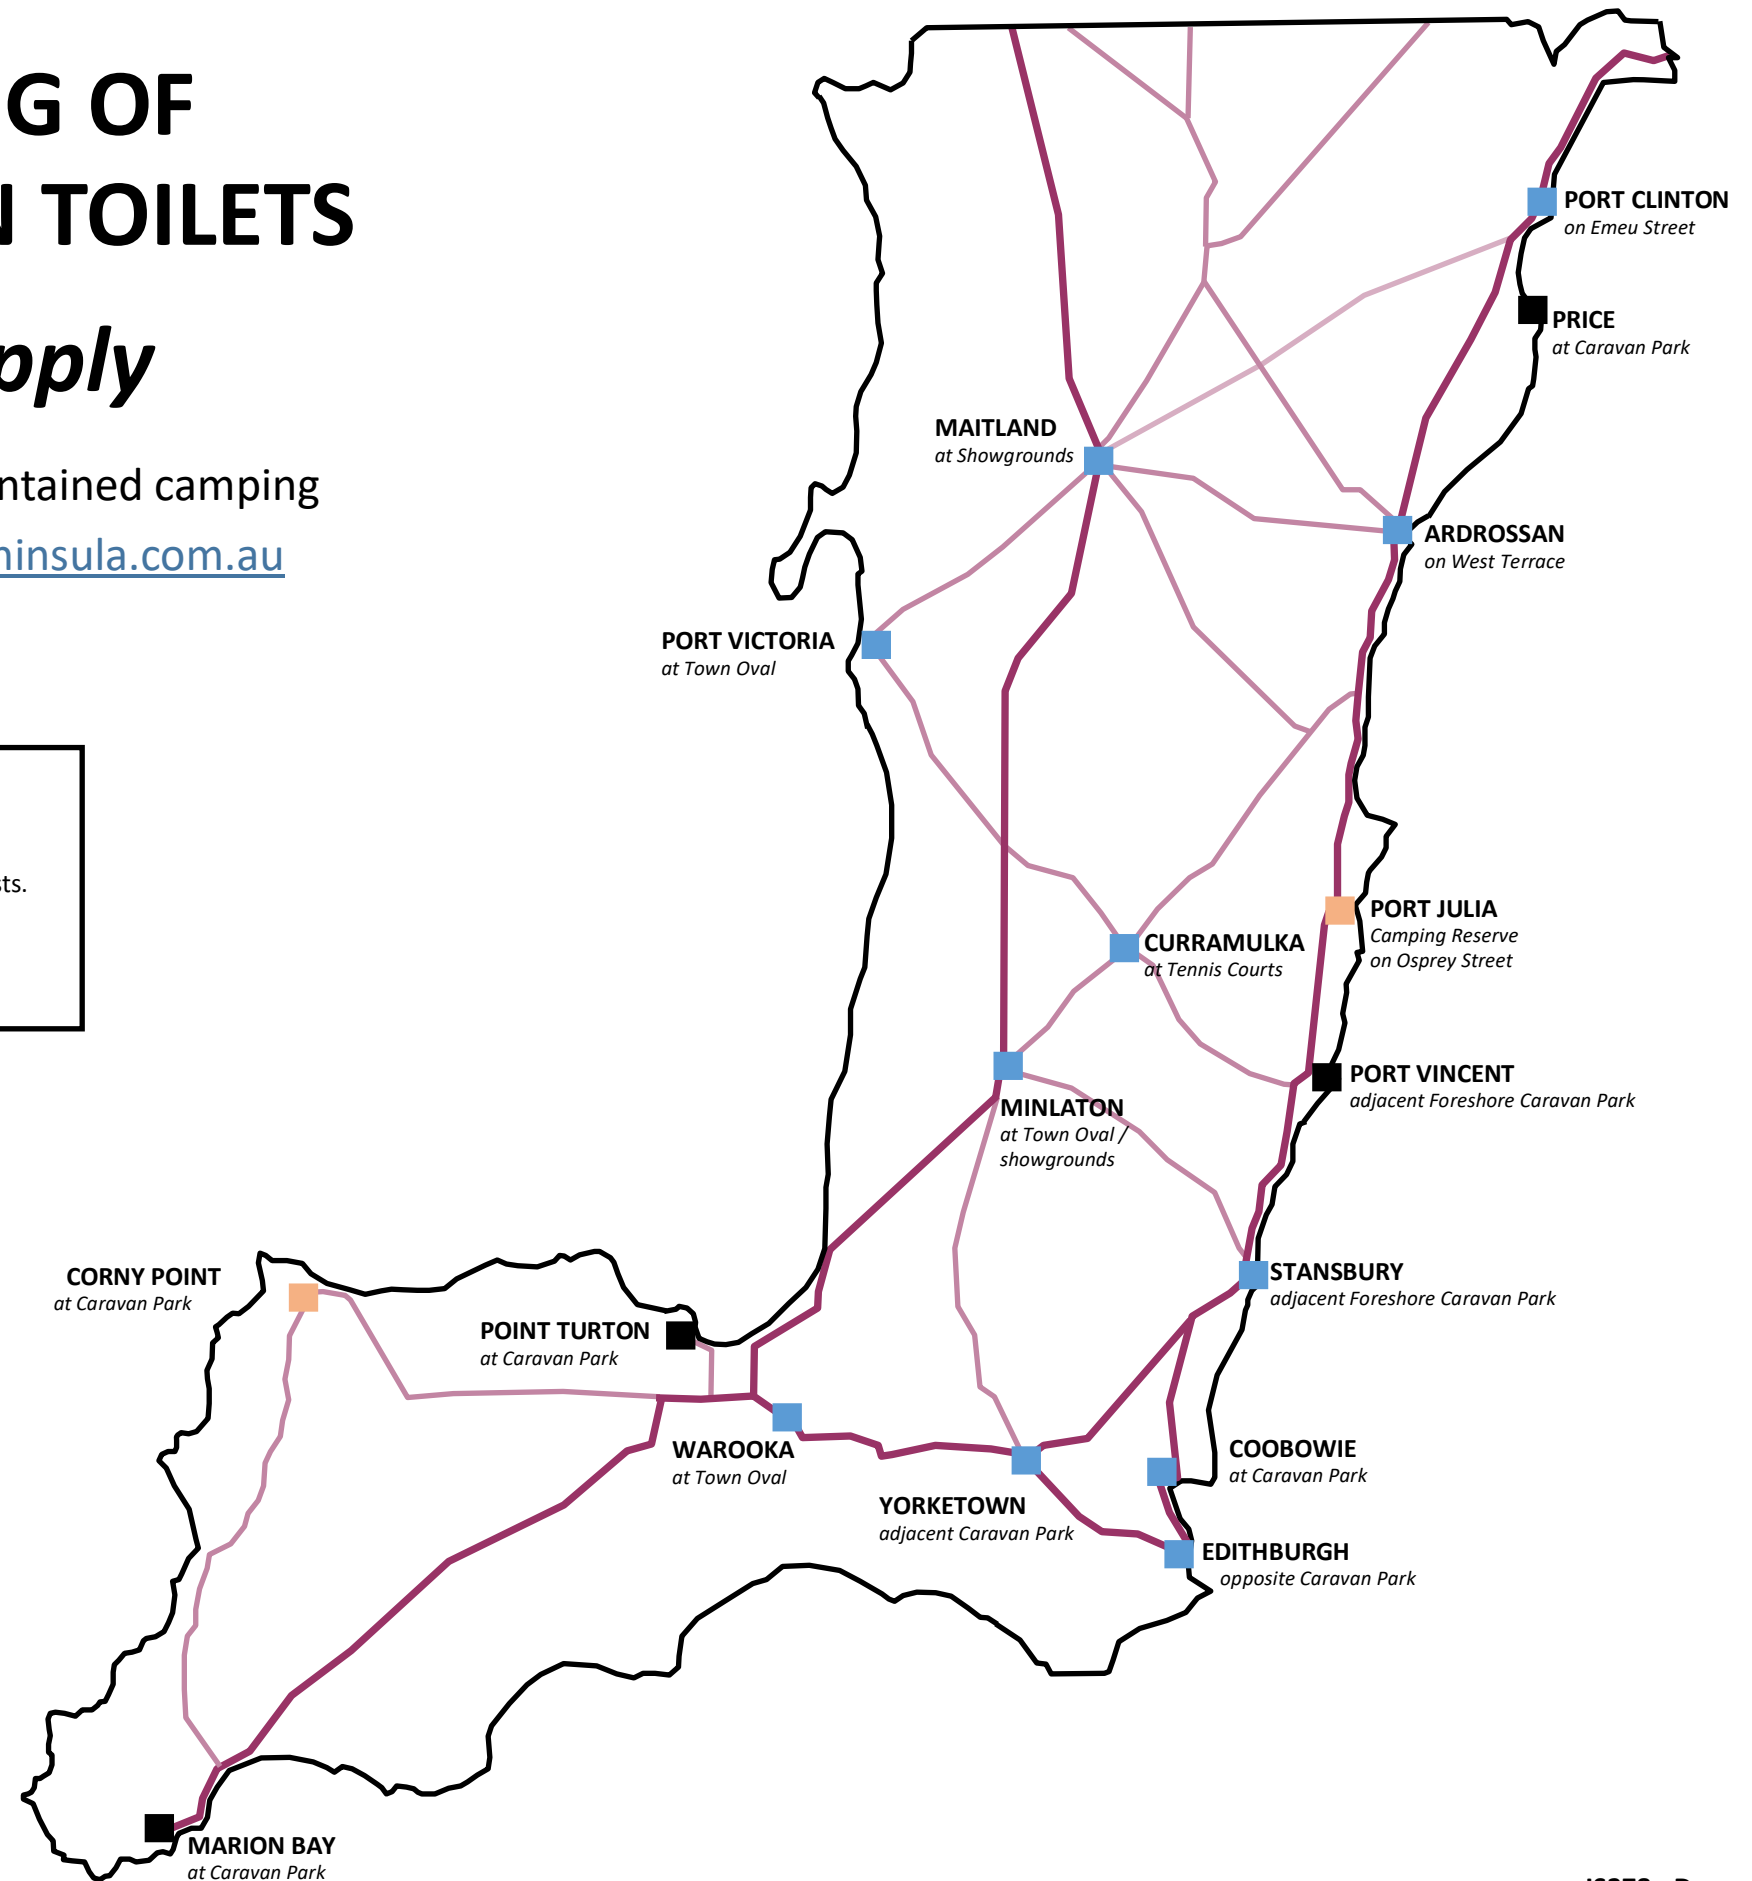 G OF
N TOILETS
pply
ntained camping
ninsula.com.au
sts.
PORT CLINTON
on Emeu Street
PRICE
at Caravan Park
MAITLAND
at Showgrounds
ARDROSSAN
on West Terrace
PORT VICTORIA
at Town Oval
PORT JULIA
Camping Reserve
on Osprey Street
CURRAMULKA
at Tennis Courts
PORT VINCENT
adjacent Foreshore Caravan Park
MINLATON
at Town Oval /
showgrounds
STANSBURY
adjacent Foreshore Caravan Park
CORNY POINT
at Caravan Park
POINT TURTON
at Caravan Park
WAROOKA
at Town Oval
COOBOWIE
at Caravan Park
YORKETOWN
adjacent Caravan Park
EDITHBURGH
opposite Caravan Park
MARION BAY
at Caravan Park